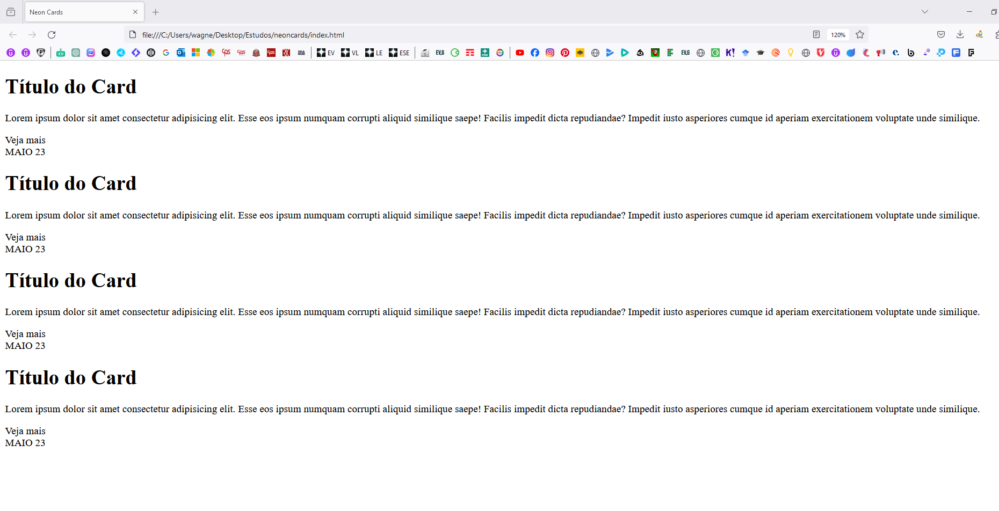 Neon Cards
file:///C:/Users/wagne/Desktop/Estudos/neoncards/index.html
120%
EV VL LE ESE EV.G EV.G K!
Título do Card
Lorem ipsum dolor sit amet consectetur adipisicing elit. Esse eos ipsum numquam corrupti aliquid similique saepe! Facilis impedit dicta repudiandae? Impedit iusto asperiores cumque id aperiam exercitationem voluptate unde similique.
Veja mais
MAIO 23
Título do Card
Lorem ipsum dolor sit amet consectetur adipisicing elit. Esse eos ipsum numquam corrupti aliquid similique saepe! Facilis impedit dicta repudiandae? Impedit iusto asperiores cumque id aperiam exercitationem voluptate unde similique.
Veja mais
MAIO 23
Título do Card
Lorem ipsum dolor sit amet consectetur adipisicing elit. Esse eos ipsum numquam corrupti aliquid similique saepe! Facilis impedit dicta repudiandae? Impedit iusto asperiores cumque id aperiam exercitationem voluptate unde similique.
Veja mais
MAIO 23
Título do Card
Lorem ipsum dolor sit amet consectetur adipisicing elit. Esse eos ipsum numquam corrupti aliquid similique saepe! Facilis impedit dicta repudiandae? Impedit iusto asperiores cumque id aperiam exercitationem voluptate unde similique.
Veja mais
MAIO 23